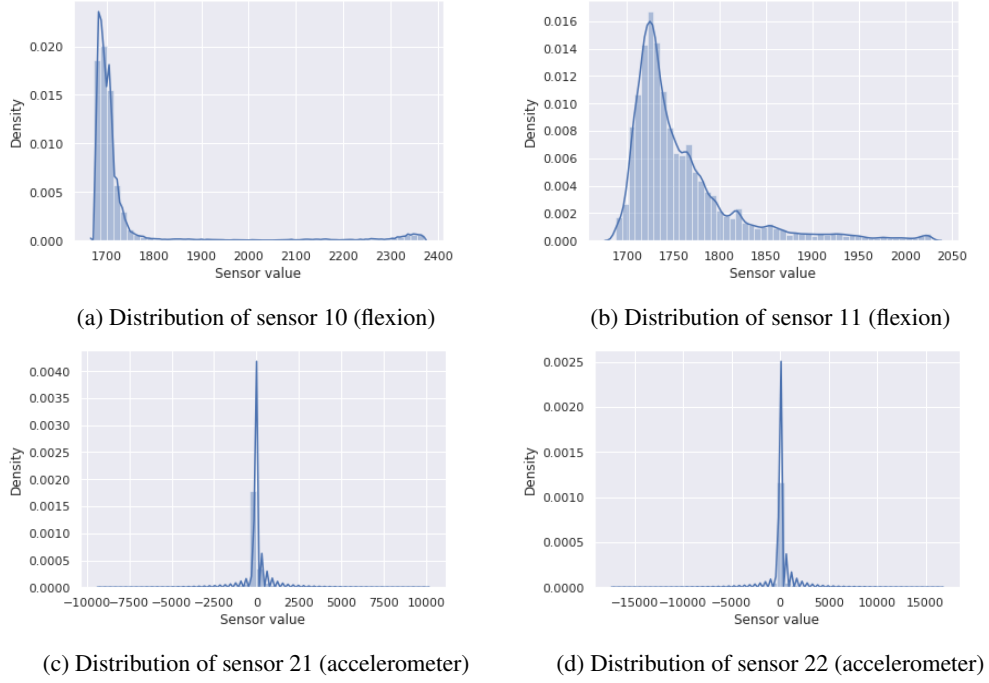 0.020
0.015
0.010
0.005
0.000
Density
1700 1800 1900 2000 2100 2200 2300 2400
Sensor value
(a) Distribution of sensor 10 (flexion)
0.016
0.014
0.012
0.010
0.008
0.006
0.004
0.002
0.000
Density
1700 1750 1800 1850 1900 1950 2000 2050
Sensor value
(b) Distribution of sensor 11 (flexion)
0.0040
0.0035
0.0030
0.0025
0.0020
0.0015
0.0010
0.0005
0.0000
Density
−10000 −7500 −5000 −2500 0 2500 5000 7500 10000
Sensor value
(c) Distribution of sensor 21 (accelerometer)
0.0025
0.0020
0.0015
0.0010
0.0005
0.0000
Density
−15000 −10000 −5000 0 5000 10000 15000
Sensor value
(d) Distribution of sensor 22 (accelerometer)